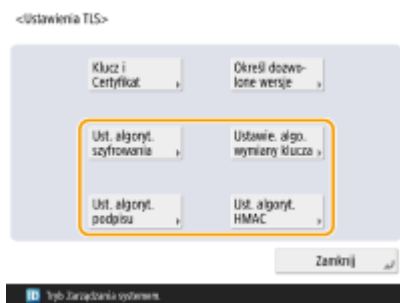 <Ustawienia TLS>
Klucz i
Certyfikat
Określ dozwo-
lone wersje
Ust. algoryt.
szyfrowania
Ustawie. algo.
wymiany klucza
Ust. algoryt.
podpisu
Ust. algoryt.
HMAC
Zamknij
ID Tryb Zarządzania systemem.